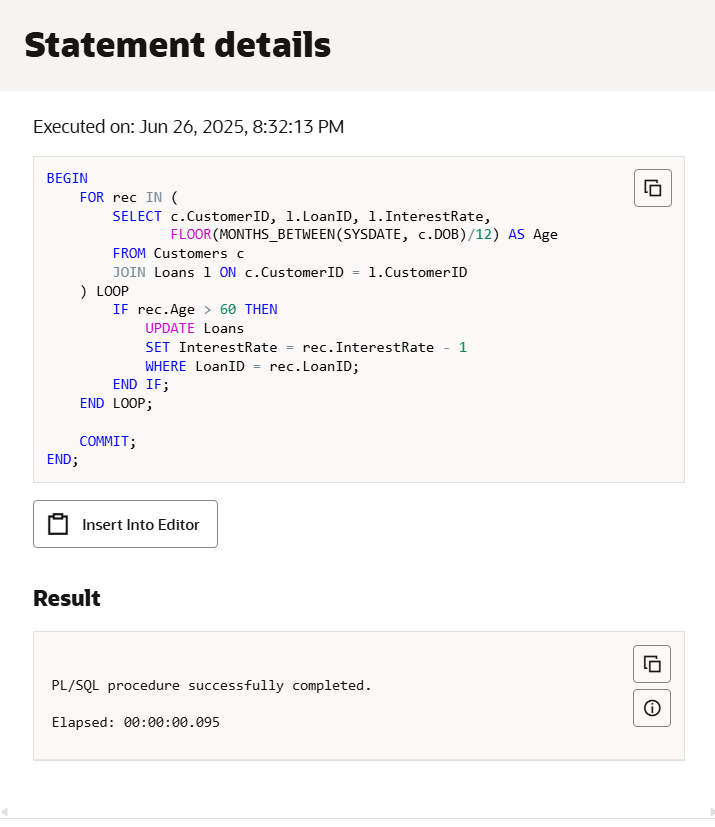 Statement details
Executed on: Jun 26, 2025, 8:32:13 PM
BEGIN
    FOR rec IN (
        SELECT c.CustomerID, l.LoanID, l.InterestRate,
               FLOOR(MONTHS_BETWEEN(SYSDATE, c.DOB)/12) AS Age
        FROM Customers c
        JOIN Loans l ON c.CustomerID = l.CustomerID
    ) LOOP
        IF rec.Age > 60 THEN
            UPDATE Loans
            SET InterestRate = rec.InterestRate - 1
            WHERE LoanID = rec.LoanID;
        END IF;
    END LOOP;
    COMMIT;
END;
Insert Into Editor
Result
PL/SQL procedure successfully completed.
Elapsed: 00:00:00.095